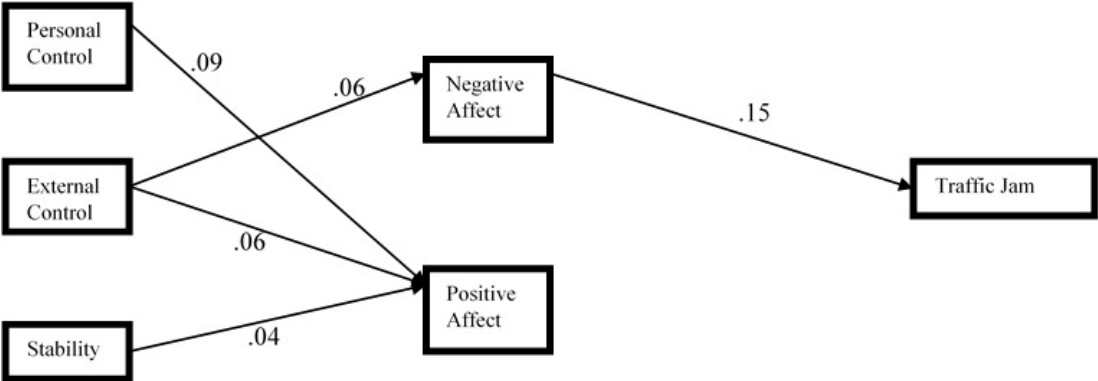 Personal
Control
.09
.06
Negative
Affect
.15
External
Control
Traffic Jam
.06
Positive
Affect
.04
Stability